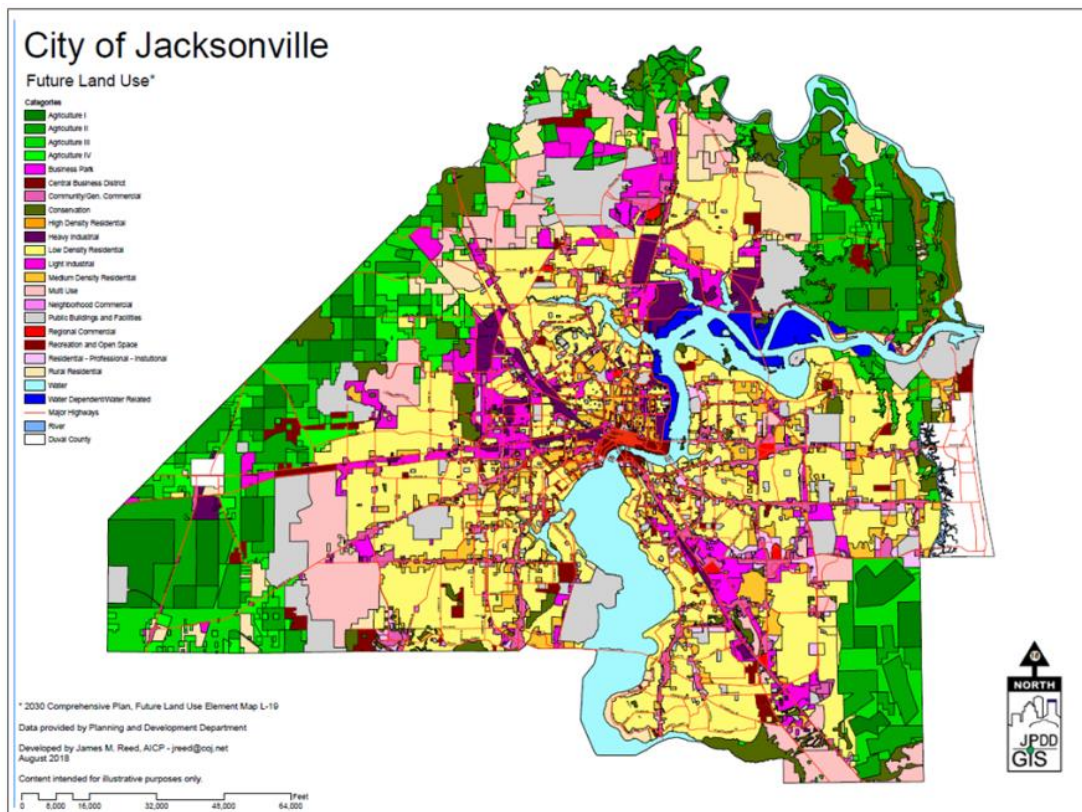 City of Jacksonville
Future Land Use*
Categories
Agriculture I
Agriculture II
Agriculture III
Agriculture IV
Business Park
Central Business District
Community/Gen. Commercial
Conservation
High Density Residential
Heavy Industrial
Low Density Residential
Light Industrial
Medium Density Residential
Multi Use
Neighborhood Commercial
Public Buildings and Facilities
Regional Commercial
Recreation and Open Space
Residential - Professional - Instutional
Rural Residential
Water
Water Dependent/Water Related
Major Highways
River
Duval County
* 2030 Comprehensive Plan, Future Land Use Element Map L-19
Data provided by Planning and Development Department
Developed by James M. Reed, AICP - jreed@coj.net
August 2018
Content intended for illustrative purposes only.
Feet
0 8,000 16,000 32,000 48,000 64,000
NORTH
JPDD
GIS